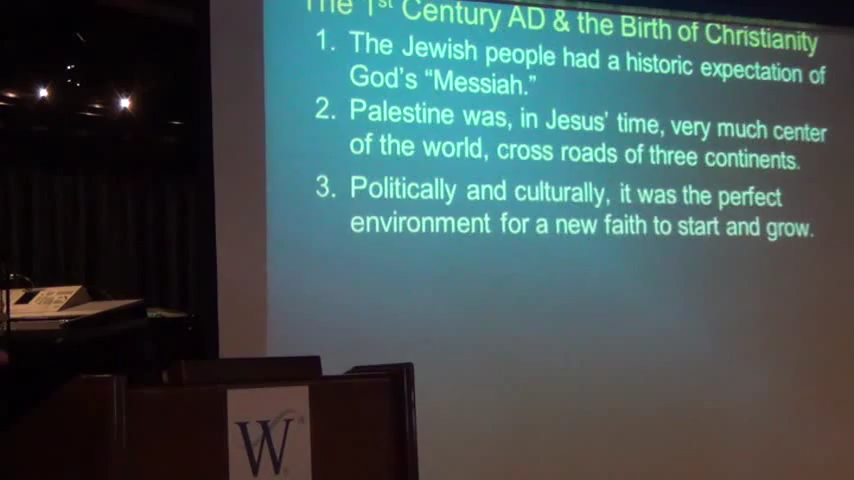 The 1st Century AD & the Birth of Christianity
1. The Jewish people had a historic expectation of
God's "Messiah."
2. Palestine was, in Jesus' time, very much center
of the world, cross roads of three continents.
3. Politically and culturally, it was the perfect
environment for a new faith to start and grow.
W